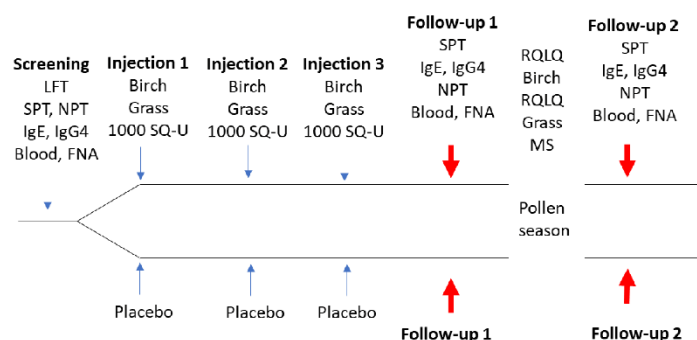 Screening
LFT
SPT, NPT
IgE, IgG4
Blood, FNA
Injection 1
Birch
Grass
1000 SQ-U
Injection 2
Birch
Grass
1000 SQ-U
Injection 3
Birch
Grass
1000 SQ-U
Follow-up 1
SPT
IgE, IgG4
NPT
Blood, FNA
RQLQ
Birch
RQLQ
Grass
MS
Follow-up 2
SPT
IgE, IgG4
NPT
Blood, FNA
Pollen
season
Placebo
Placebo
Placebo
Follow-up 1
Follow-up 2